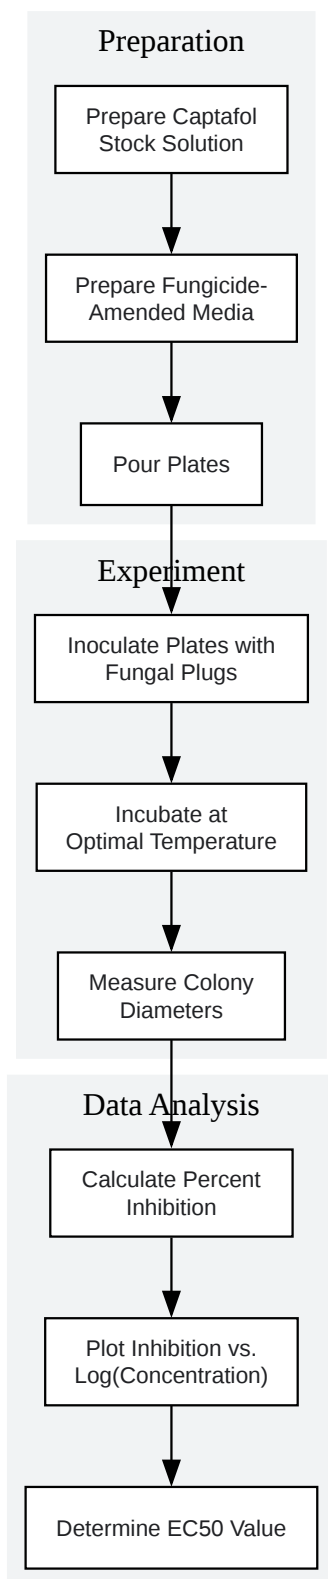 Preparation
Prepare Captafol
Stock Solution
Prepare Fungicide-
Amended Media
Pour Plates
Experiment
Inoculate Plates with
Fungal Plugs
Incubate at
Optimal Temperature
Measure Colony
Diameters
Data Analysis
Calculate Percent
Inhibition
Plot Inhibition vs.
Log(Concentration)
Determine EC50 Value